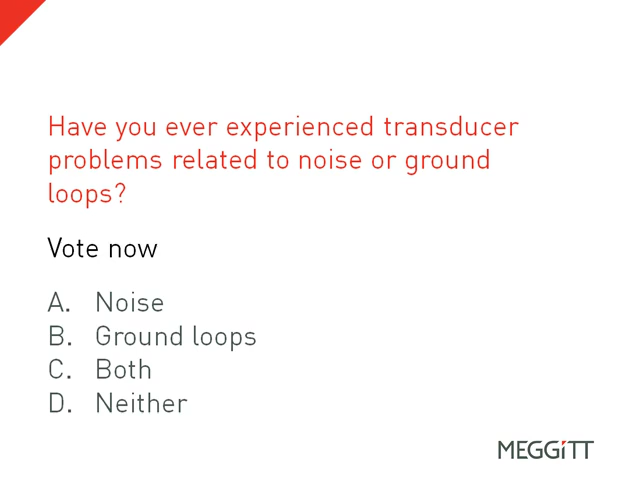 Have you ever experienced transducer
problems related to noise or ground
loops?
Vote now
A. Noise
B. Ground loops
C. Both
D. Neither
MEGGiTT